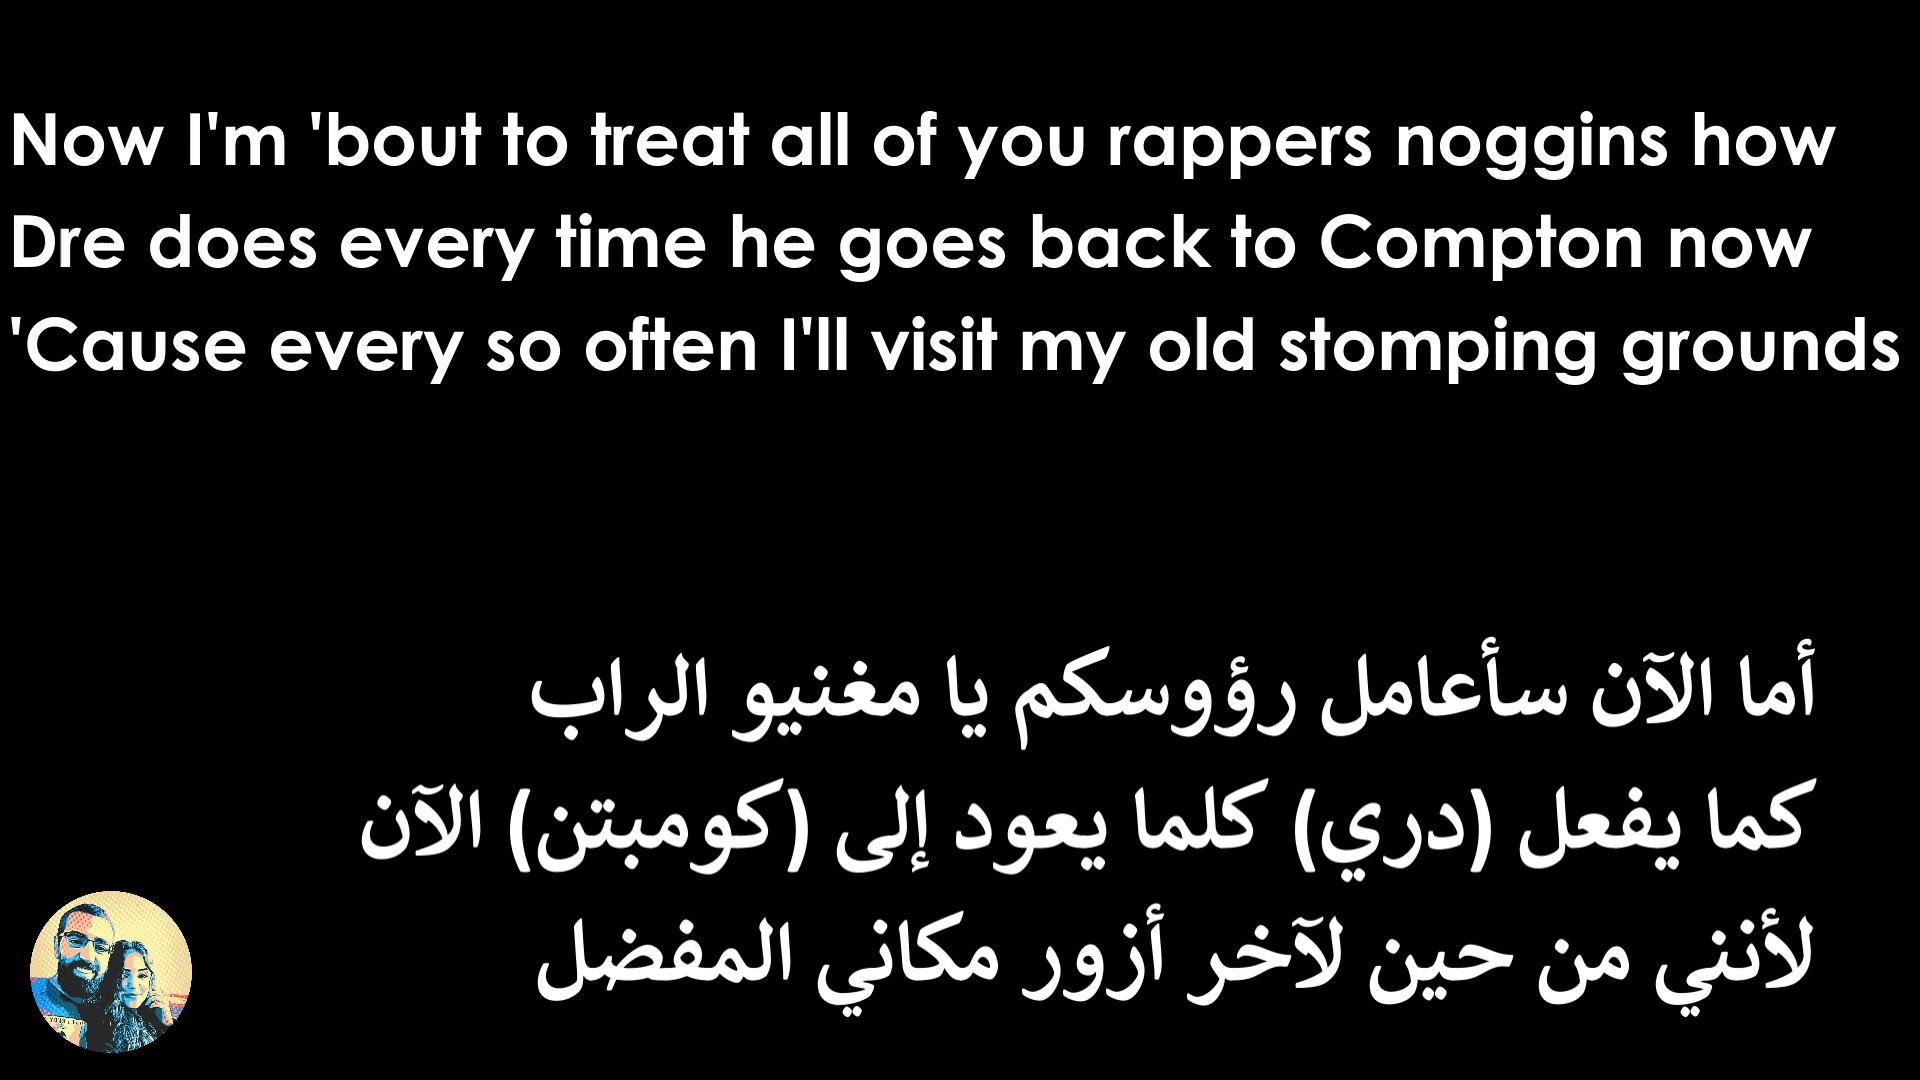 Now I'm 'bout to treat all of you rappers noggins how
Dre does every time he goes back to Compton now
'Cause every so often I'll visit my old stomping grounds
أما الآن سأعامل رؤوسكم يا مغنيو الراب
كما يفعل (دري) كلما يعود إلى (كومبتن) الآن
لأنني من حين لآخر أزور مكاني المفضل